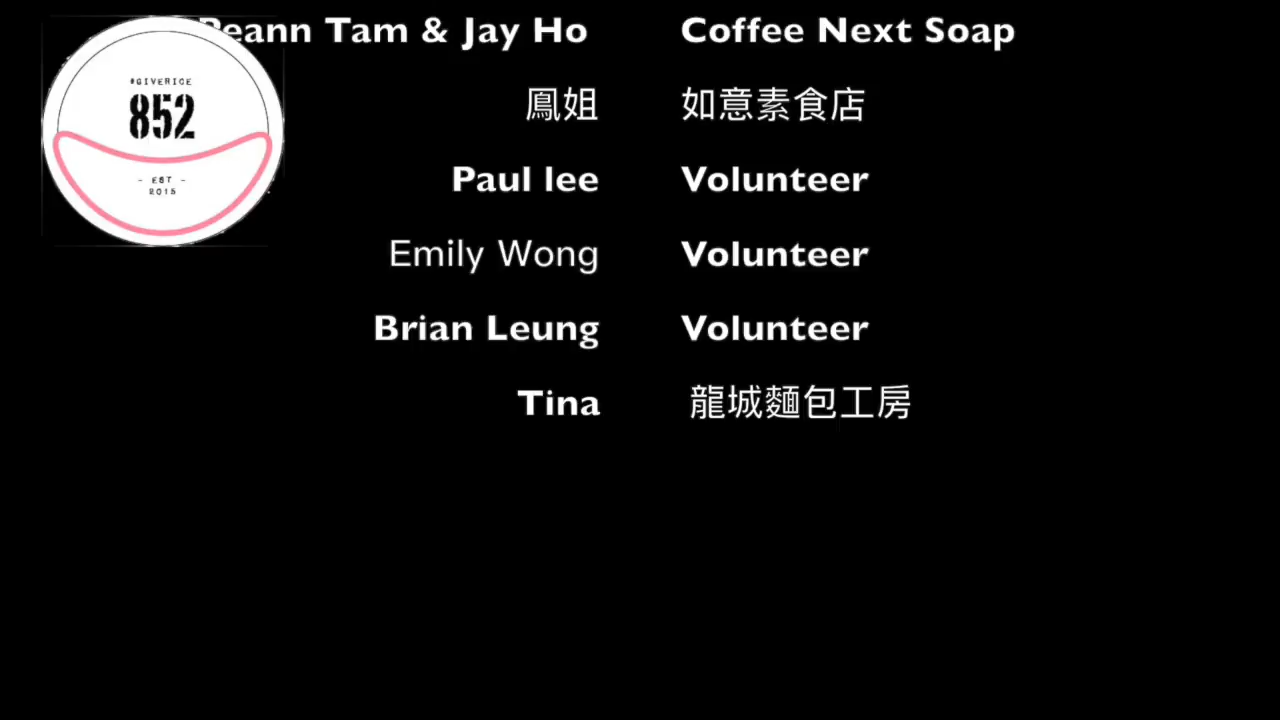 Tam & Jay Ho Coffee Next Soap
#GIVERICE
852
- EST -
2015
鳳姐 如意素食店
Paul lee Volunteer
Emily Wong Volunteer
Brian Leung Volunteer
Tina 龍城麵包工房